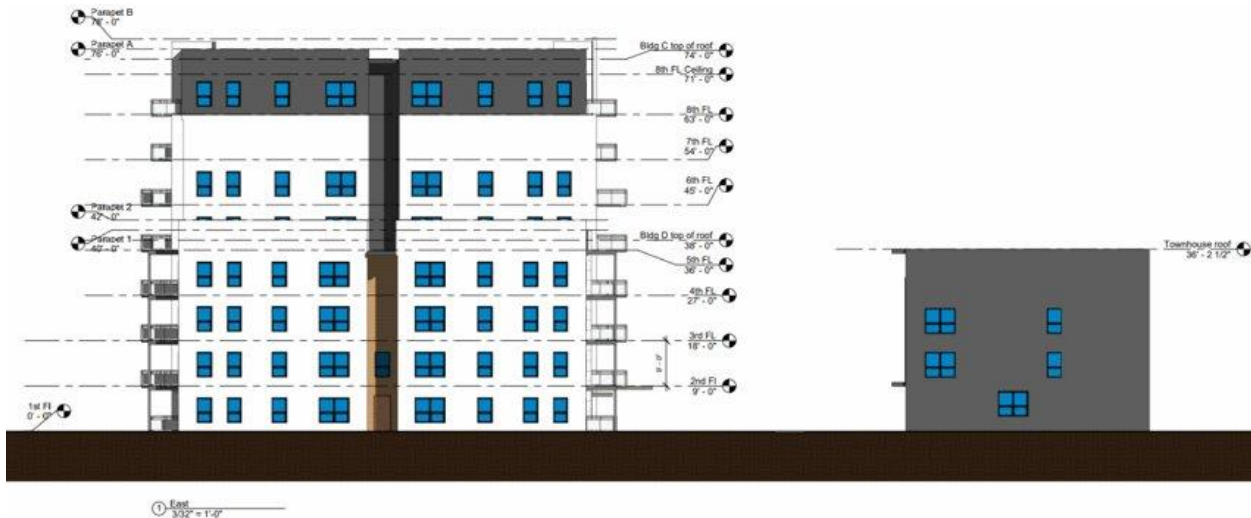 Parapet B
78' - 0"
Parapet A
76' - 0"
Bldg C top of roof
74' - 0"
8th FL Ceiling
71' - 0"
8th FL
63' - 0"
7th FL
54' - 0"
6th FL
45' - 0"
Parapet 2
42' - 0"
Parapet 1
40' - 0"
Bldg D top of roof
38' - 0"
5th FL
36' - 0"
4th FL
27' - 0"
3rd FL
18' - 0"
9' - 0"
2nd Fl
9' - 0"
1st Fl
0' - 0"
Townhouse roof
36' - 2 1/2"
1 East
3/32" = 1'-0"